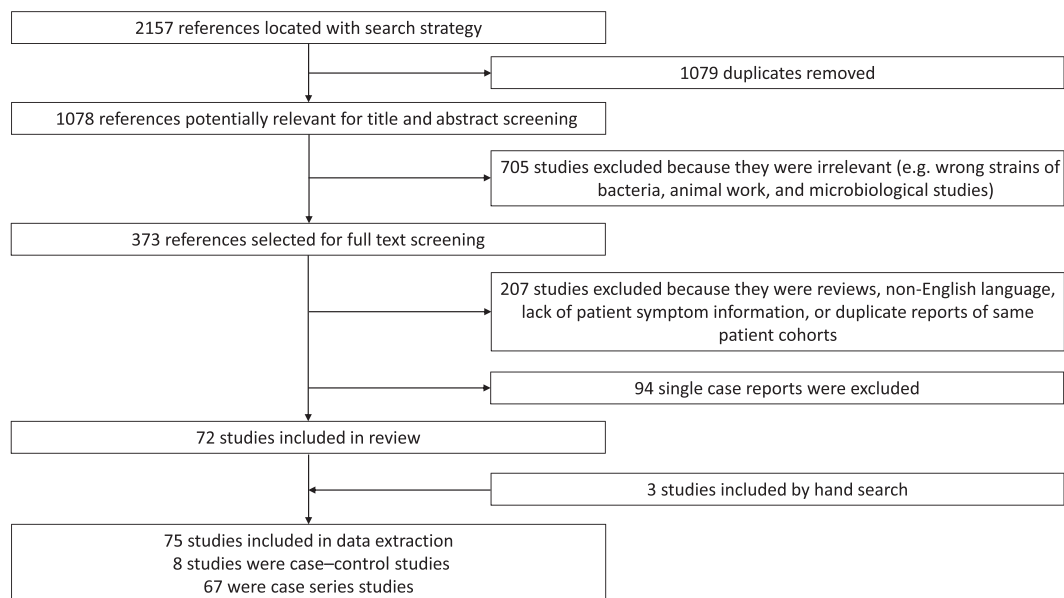 2157 references located with search strategy
1079 duplicates removed
1078 references potentially relevant for title and abstract screening
705 studies excluded because they were irrelevant (e.g. wrong strains of
bacteria, animal work, and microbiological studies)
373 references selected for full text screening
207 studies excluded because they were reviews, non-English language,
lack of patient symptom information, or duplicate reports of same
patient cohorts
94 single case reports were excluded
72 studies included in review
3 studies included by hand search
75 studies included in data extraction
8 studies were case–control studies
67 were case series studies